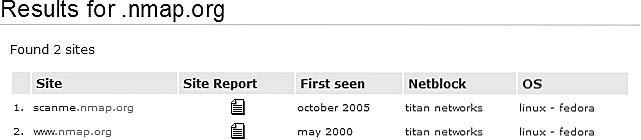 Results for .nmap.org
Found 2 sites
Site Site Report First seen Netblock OS
1. scanme.nmap.org october 2005 titan networks linux - fedora
2. www.nmap.org may 2000 titan networks linux - fedora